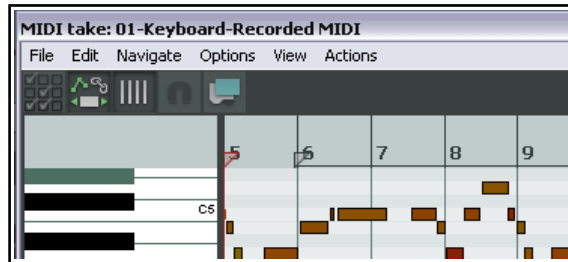 MIDI take: 01-Keyboard-Recorded MIDI
File Edit Navigate Options View Actions
5 6 7 8 9
C5